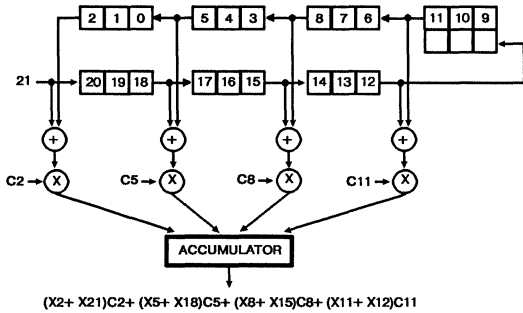 2 1 0 5 4 3 8 7 6 11 10 9
21 20 19 18 17 16 15 14 13 12
+ + + +
C2 X C5 X C8 X C11 X
ACCUMULATOR
(X2+ X21)C2+ (X5+ X18)C5+ (X8+ X15)C8+ (X11+ X12)C11